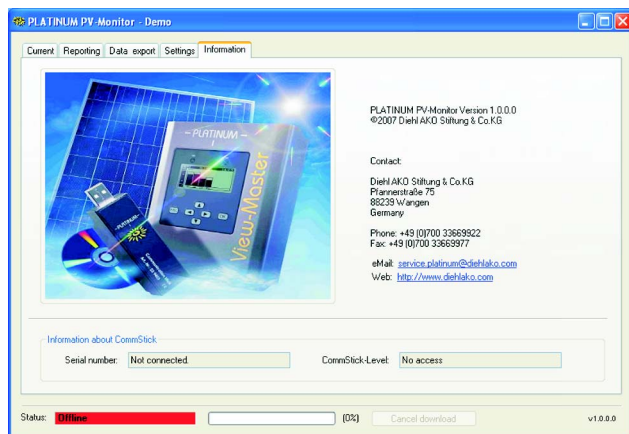 PLATINUM PV-Monitor - Demo
Current Reporting Data export Settings Information
PLATINUM
View-Master
PLATINUM
PLATINUM PV-Monitor Version 1.0.0.0
©2007 Diehl AKO Stiftung & Co.KG
Contact:
Diehl AKO Stiftung & Co.KG
Pfannerstraße 75
88239 Wangen
Germany
Phone: +49 (0)700 33669922
Fax: +49 (0)700 33669977
eMail: service.platinum@diehlako.com
Web: http://www.diehlako.com
Information about CommStick
Serial number: Not connected. CommStick-Level: No access
Status: Offline (0%) Cancel download v1.0.0.0